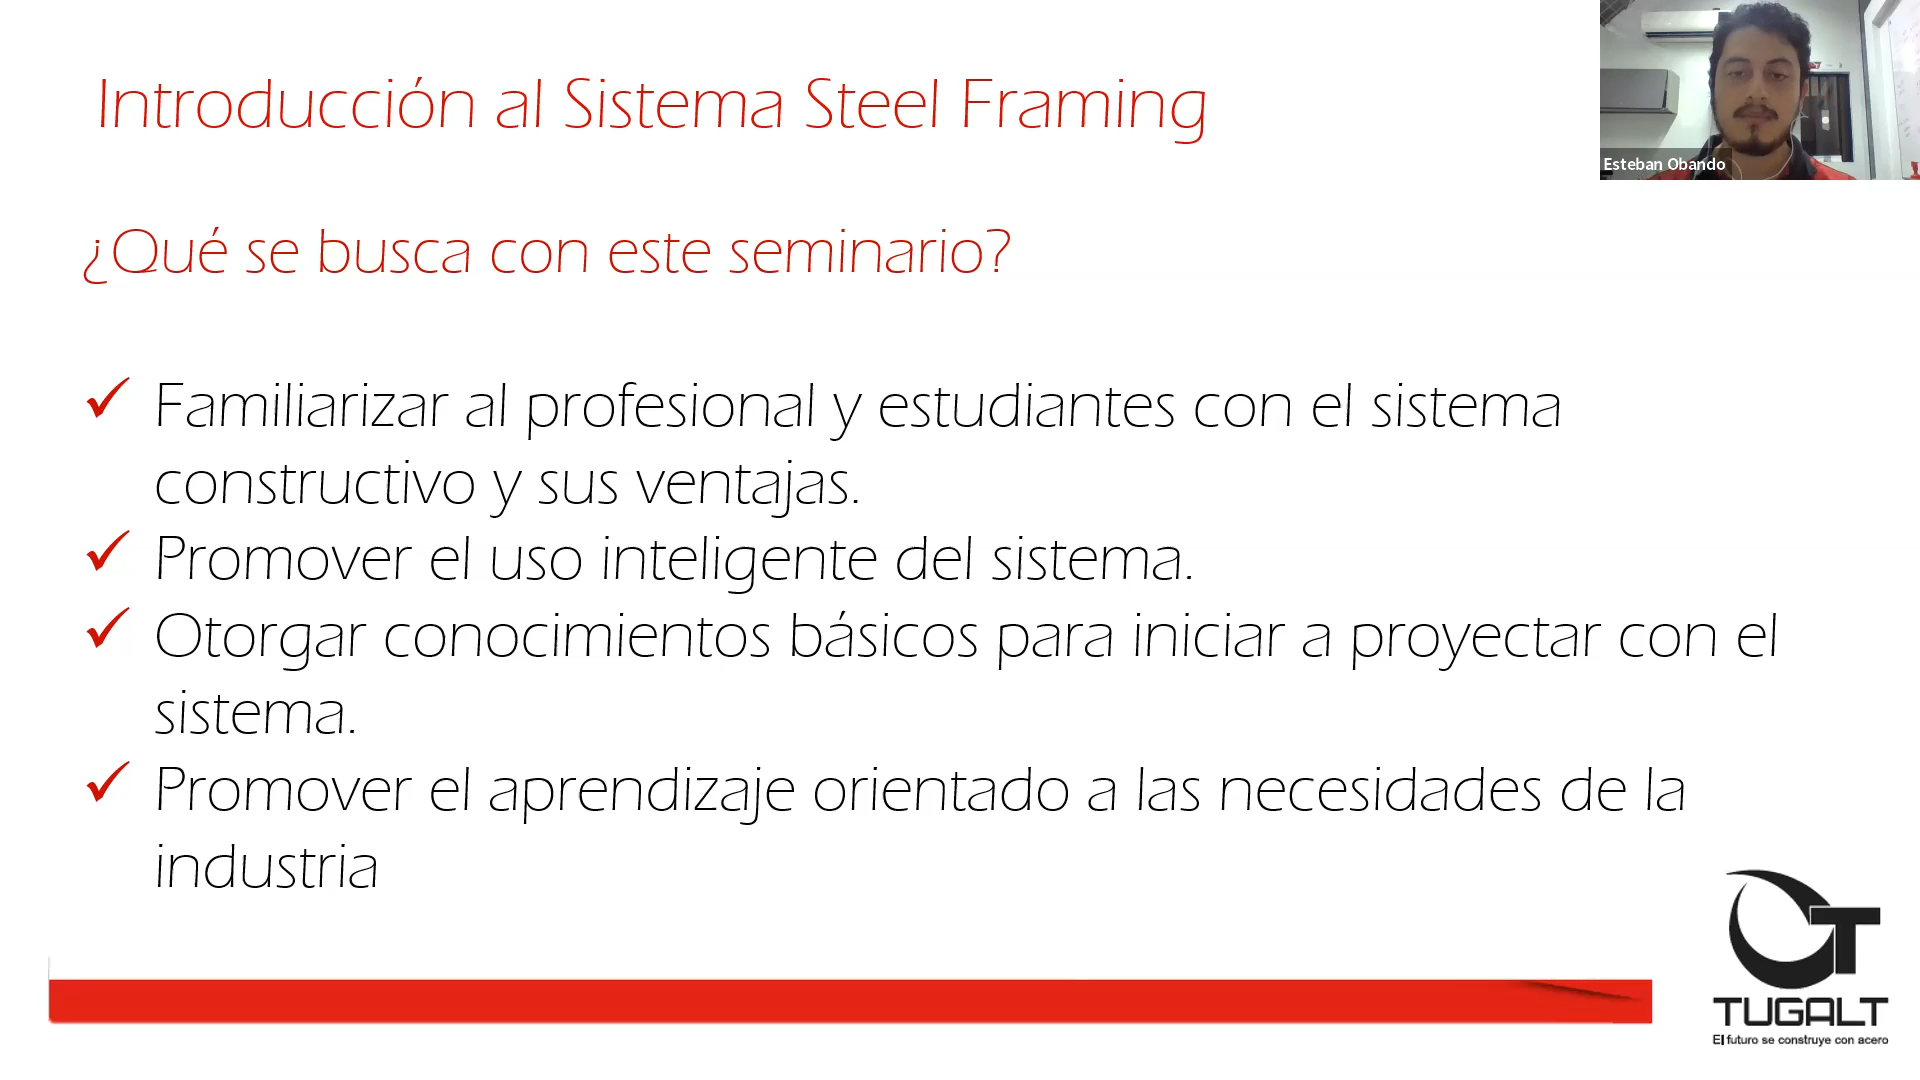 Introducción al Sistema Steel Framing
Esteban Obando
¿Qué se busca con este seminario?
Familiarizar al profesional y estudiantes con el sistema
constructivo y sus ventajas.
Promover el uso inteligente del sistema.
Otorgar conocimientos básicos para iniciar a proyectar con el
sistema.
Promover el aprendizaje orientado a las necesidades de la
industria
TUGALT
El futuro se construye con acero